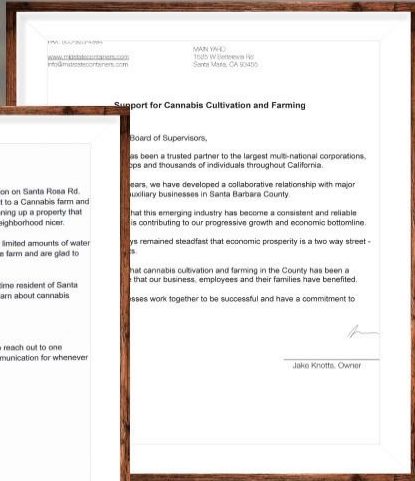 www.midstatecontainers.com
info@midstatecontainers.com
MAIN YARD
1525 W Betteravia Rd
Santa Maria, CA 93455
Support for Cannabis Cultivation and Farming
Board of Supervisors,
as been a trusted partner to the largest multi-national corporations,
ops and thousands of individuals throughout California.
ears, we have developed a collaborative relationship with major
auxiliary businesses in Santa Barbara County.
hat this emerging industry has become a consistent and reliable
is contributing to our progressive growth and economic bottomline.
ys remained steadfast that economic prosperity is a two way street -
s.
hat cannabis cultivation and farming in the County has been a
that our business, employees and their families have benefited.
sses work together to be successful and have a commitment to
Jake Knotts, Owner
on on Santa Rosa Rd.
t to a Cannabis farm and
ning up a property that
eighborhood nicer.
limited amounts of water
e farm and are glad to
ime resident of Santa
arn about cannabis
reach out to one
munication for whenever